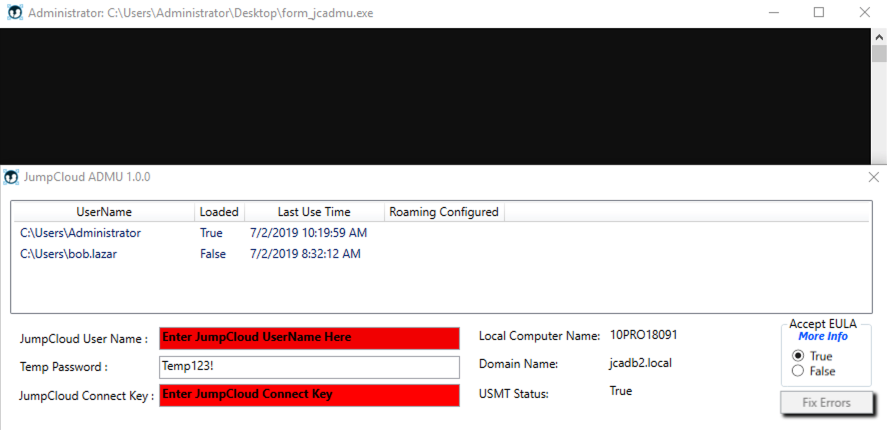 Administrator: C:\Users\Administrator\Desktop\form_jcadmu.exe
JumpCloud ADMU 1.0.0
UserName Loaded Last Use Time Roaming Configured
C:\Users\Administrator True 7/2/2019 10:19:59 AM
C:\Users\bob.lazar False 7/2/2019 8:32:12 AM
JumpCloud User Name : Enter JumpCloud UserName Here
Temp Password : Temp123!
JumpCloud Connect Key : Enter JumpCloud Connect Key
Local Computer Name: 10PRO18091
Domain Name: jcadb2.local
USMT Status: True
Accept EULA
More Info
True
False
Fix Errors